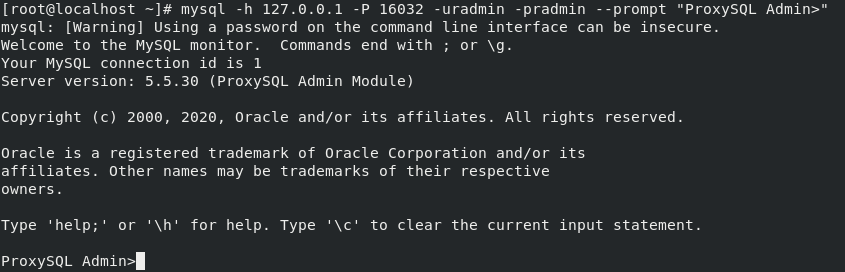 [root@localhost ~]# mysql -h 127.0.0.1 -P 16032 -uradmin -pradmin --prompt "ProxySQL Admin>"
mysql: [Warning] Using a password on the command line interface can be insecure.
Welcome to the MySQL monitor.  Commands end with ; or \g.
Your MySQL connection id is 1
Server version: 5.5.30 (ProxySQL Admin Module)
Copyright (c) 2000, 2020, Oracle and/or its affiliates. All rights reserved.
Oracle is a registered trademark of Oracle Corporation and/or its
affiliates. Other names may be trademarks of their respective
owners.
Type 'help;' or '\h' for help. Type '\c' to clear the current input statement.
ProxySQL Admin>